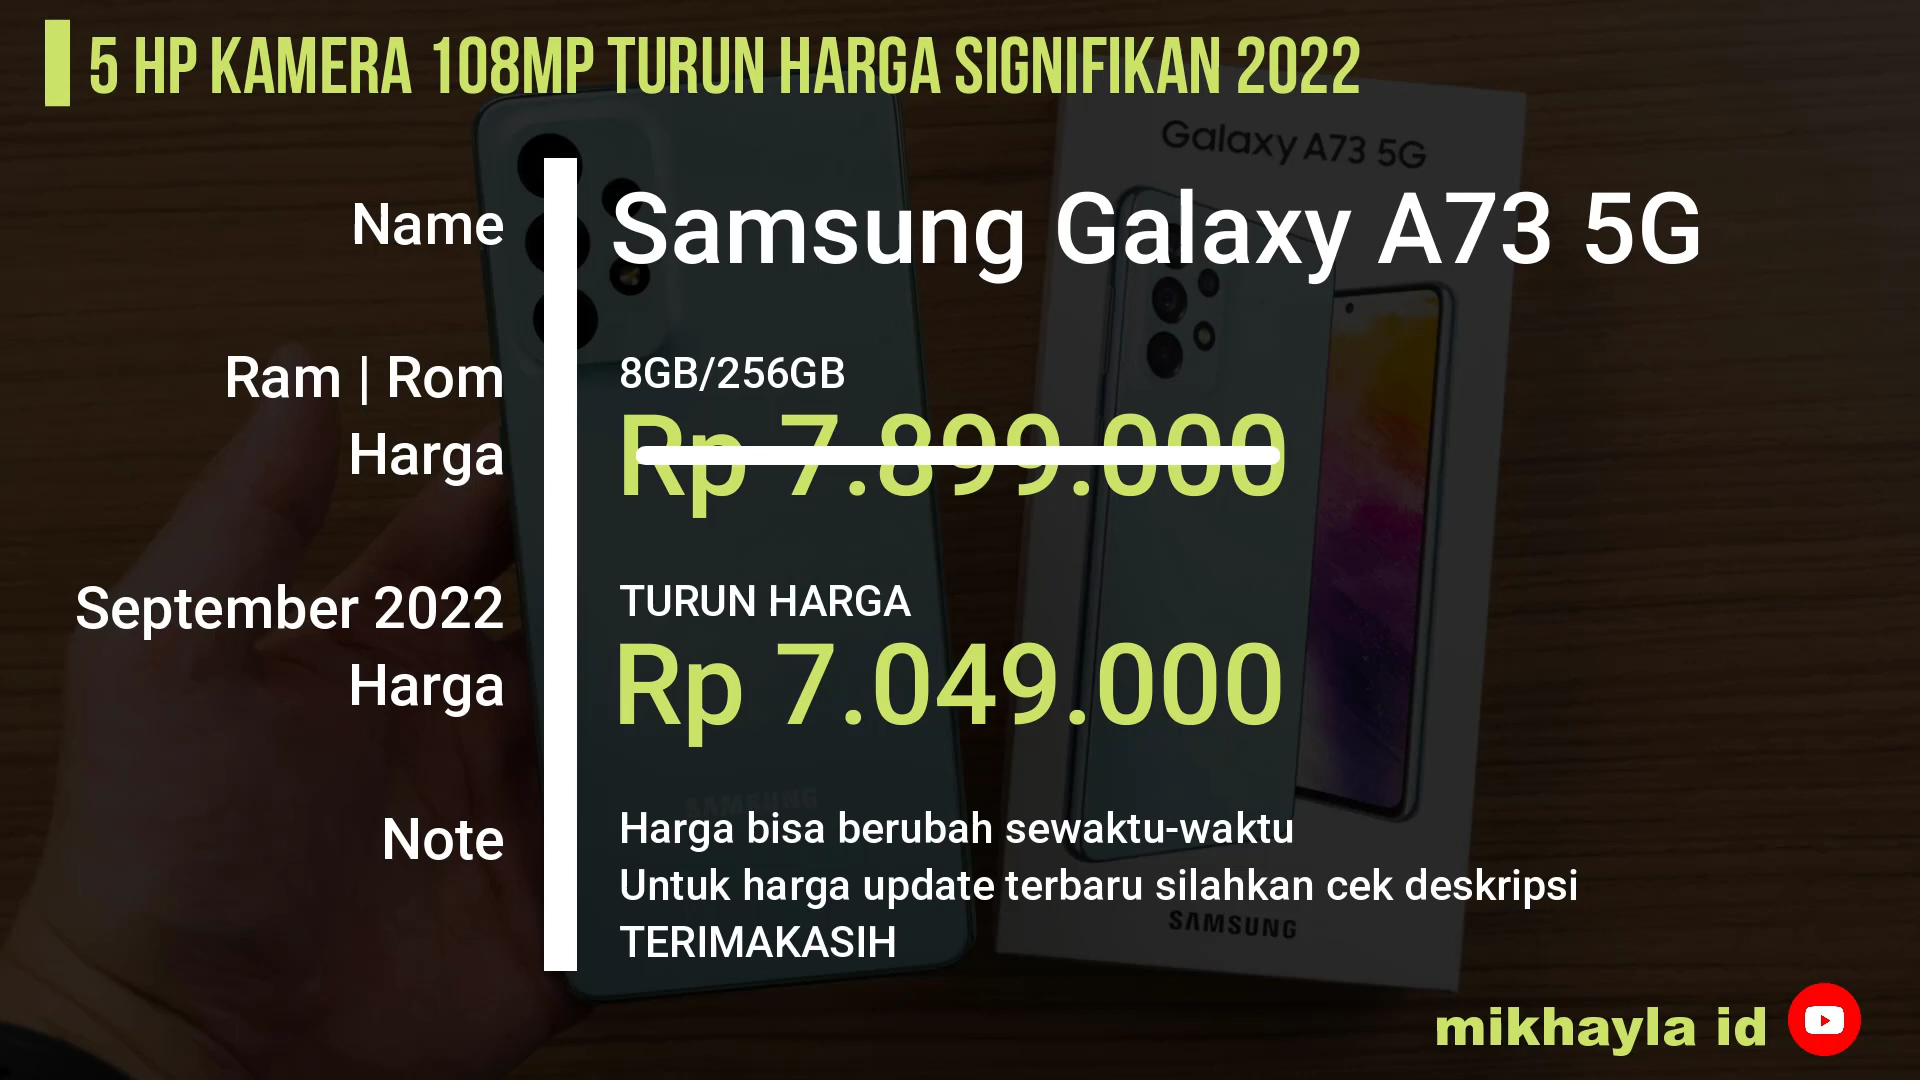 5 HP KAMERA 108MP TURUN HARGA SIGNIFIKAN 2022
Galaxy A73 5G
Name
Samsung Galaxy A73 5G
Ram | Rom
8GB/256GB
Harga
Rp 7.899.000
September 2022
TURUN HARGA
Harga
Rp 7.049.000
SAMSUNG
Note
Harga bisa berubah sewaktu-waktu
Untuk harga update terbaru silahkan cek deskripsi
SAMSUNG
TERIMAKASIH
mikhayla id